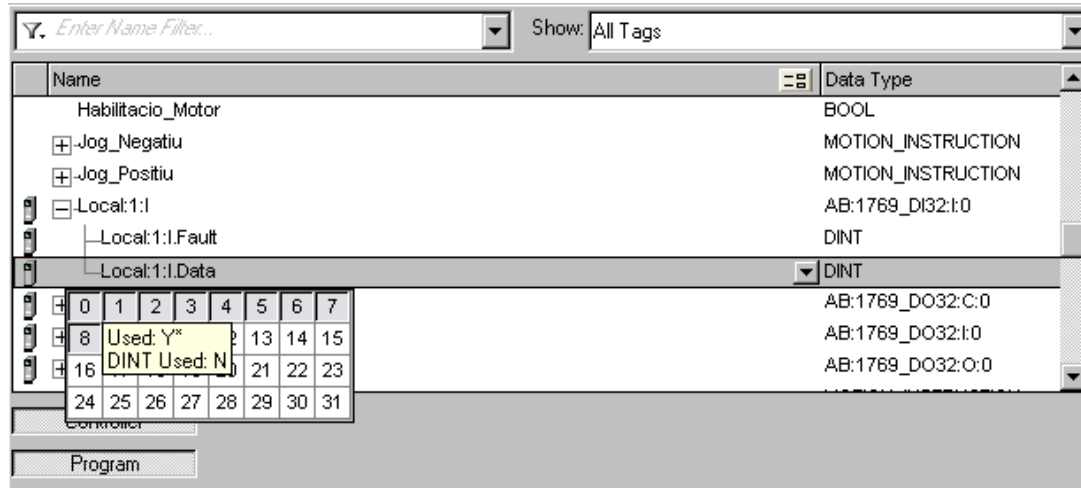 Enter Name Filter... Show: All Tags
Name Data Type
Habilitacio_Motor BOOL
Jog_Negatiu MOTION_INSTRUCTION
Jog_Positiu MOTION_INSTRUCTION
Local:1:I AB:1769_DI32:I:0
Local:1:I.Fault DINT
Local:1:I.Data DINT
0 1 2 3 4 5 6 7 AB:1769_DO32:C:0
8 Used: Y* 13 14 15 AB:1769_DO32:I:0
DINT Used: N
16 21 22 23 AB:1769_DO32:O:0
24 25 26 27 28 29 30 31
Controller
Program